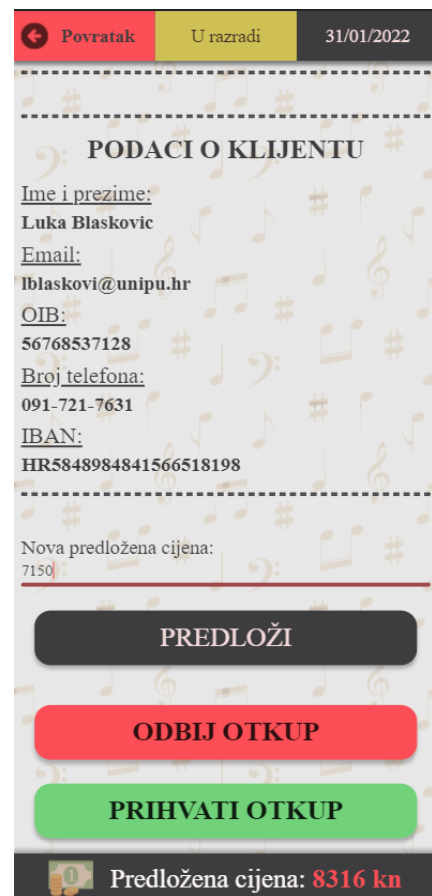 Povratak
U razradi
31/01/2022
PODACI O KLIJENTU
Ime i prezime:
Luka Blaskovic
Email:
lblaskovi@unipu.hr
OIB:
56768537128
Broj telefona:
091-721-7631
IBAN:
HR5848984841566518198
Nova predložena cijena:
7150
PREDLOŽI
ODBIJ OTKUP
PRIHVATI OTKUP
Predložena cijena: 8316 kn